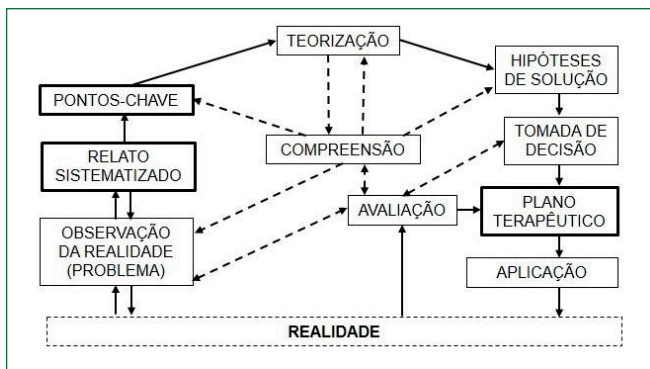 TEORIZAÇÃO
HIPÓTESES
DE SOLUÇÃO
PONTOS-CHAVE
TOMADA DE
DECISÃO
COMPREENSÃO
RELATO
SISTEMATIZADO
AVALIAÇÃO
PLANO
TERAPÊUTICO
OBSERVAÇÃO
DA REALIDADE
(PROBLEMA)
APLICAÇÃO
REALIDADE